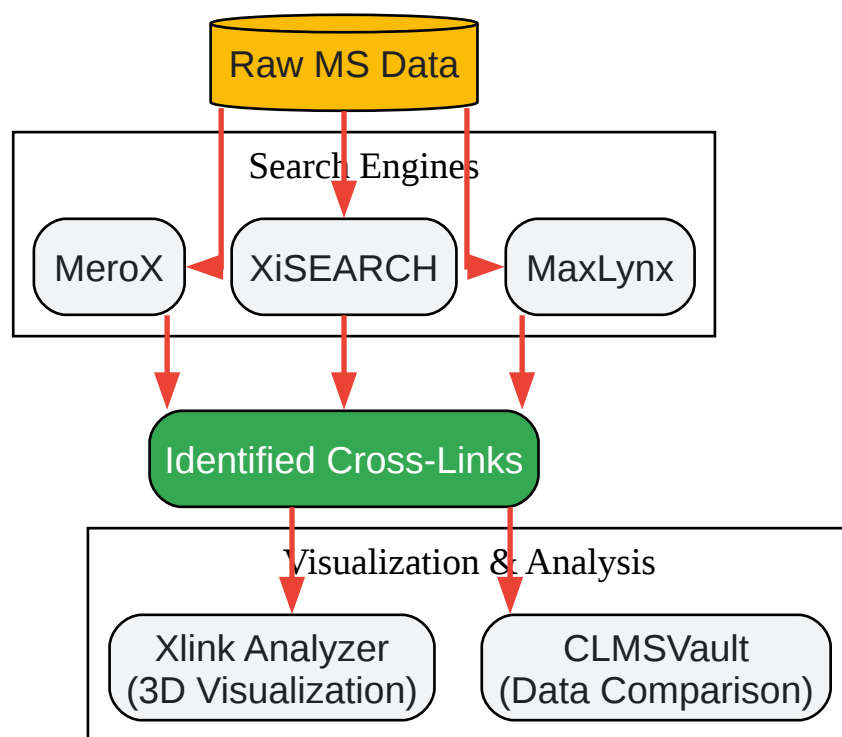 Raw MS Data
Search Engines
MeroX
XiSEARCH
MaxLynx
Identified Cross-Links
Visualization & Analysis
Xlink Analyzer
(3D Visualization)
CLMSVault
(Data Comparison)